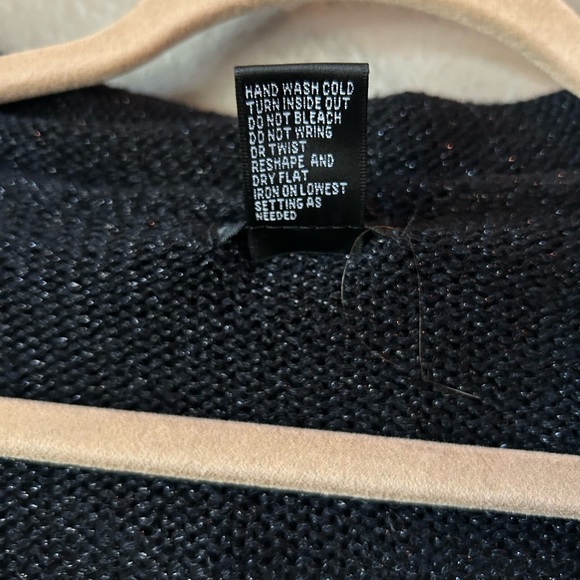 HAND WASH COLD
TURN INSIDE OUT
DO NOT BLEACH
DO NOT WRING
OR TWIST
RESHAPE AND
DRY FLAT
IRON ON LOWEST
SETTING AS
NEEDED